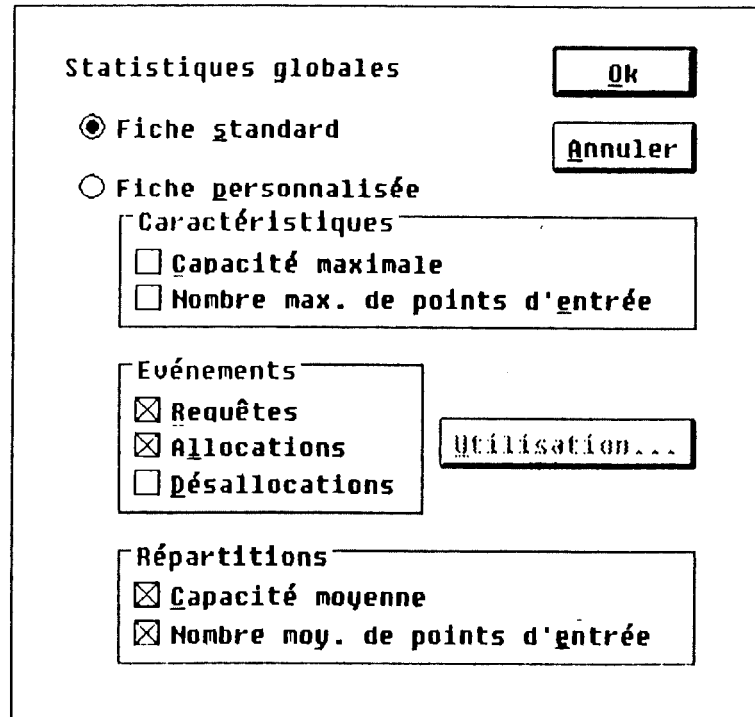 Statistiques globales
Ok
Fiche standard
Annuler
Fiche personnalisée
Caractéristiques
Capacité maximale
Nombre max. de points d'entrée
Evénements
Requêtes
Allocations
Désallocations
Utilisation...
Répartitions
Capacité moyenne
Nombre moy. de points d'entrée